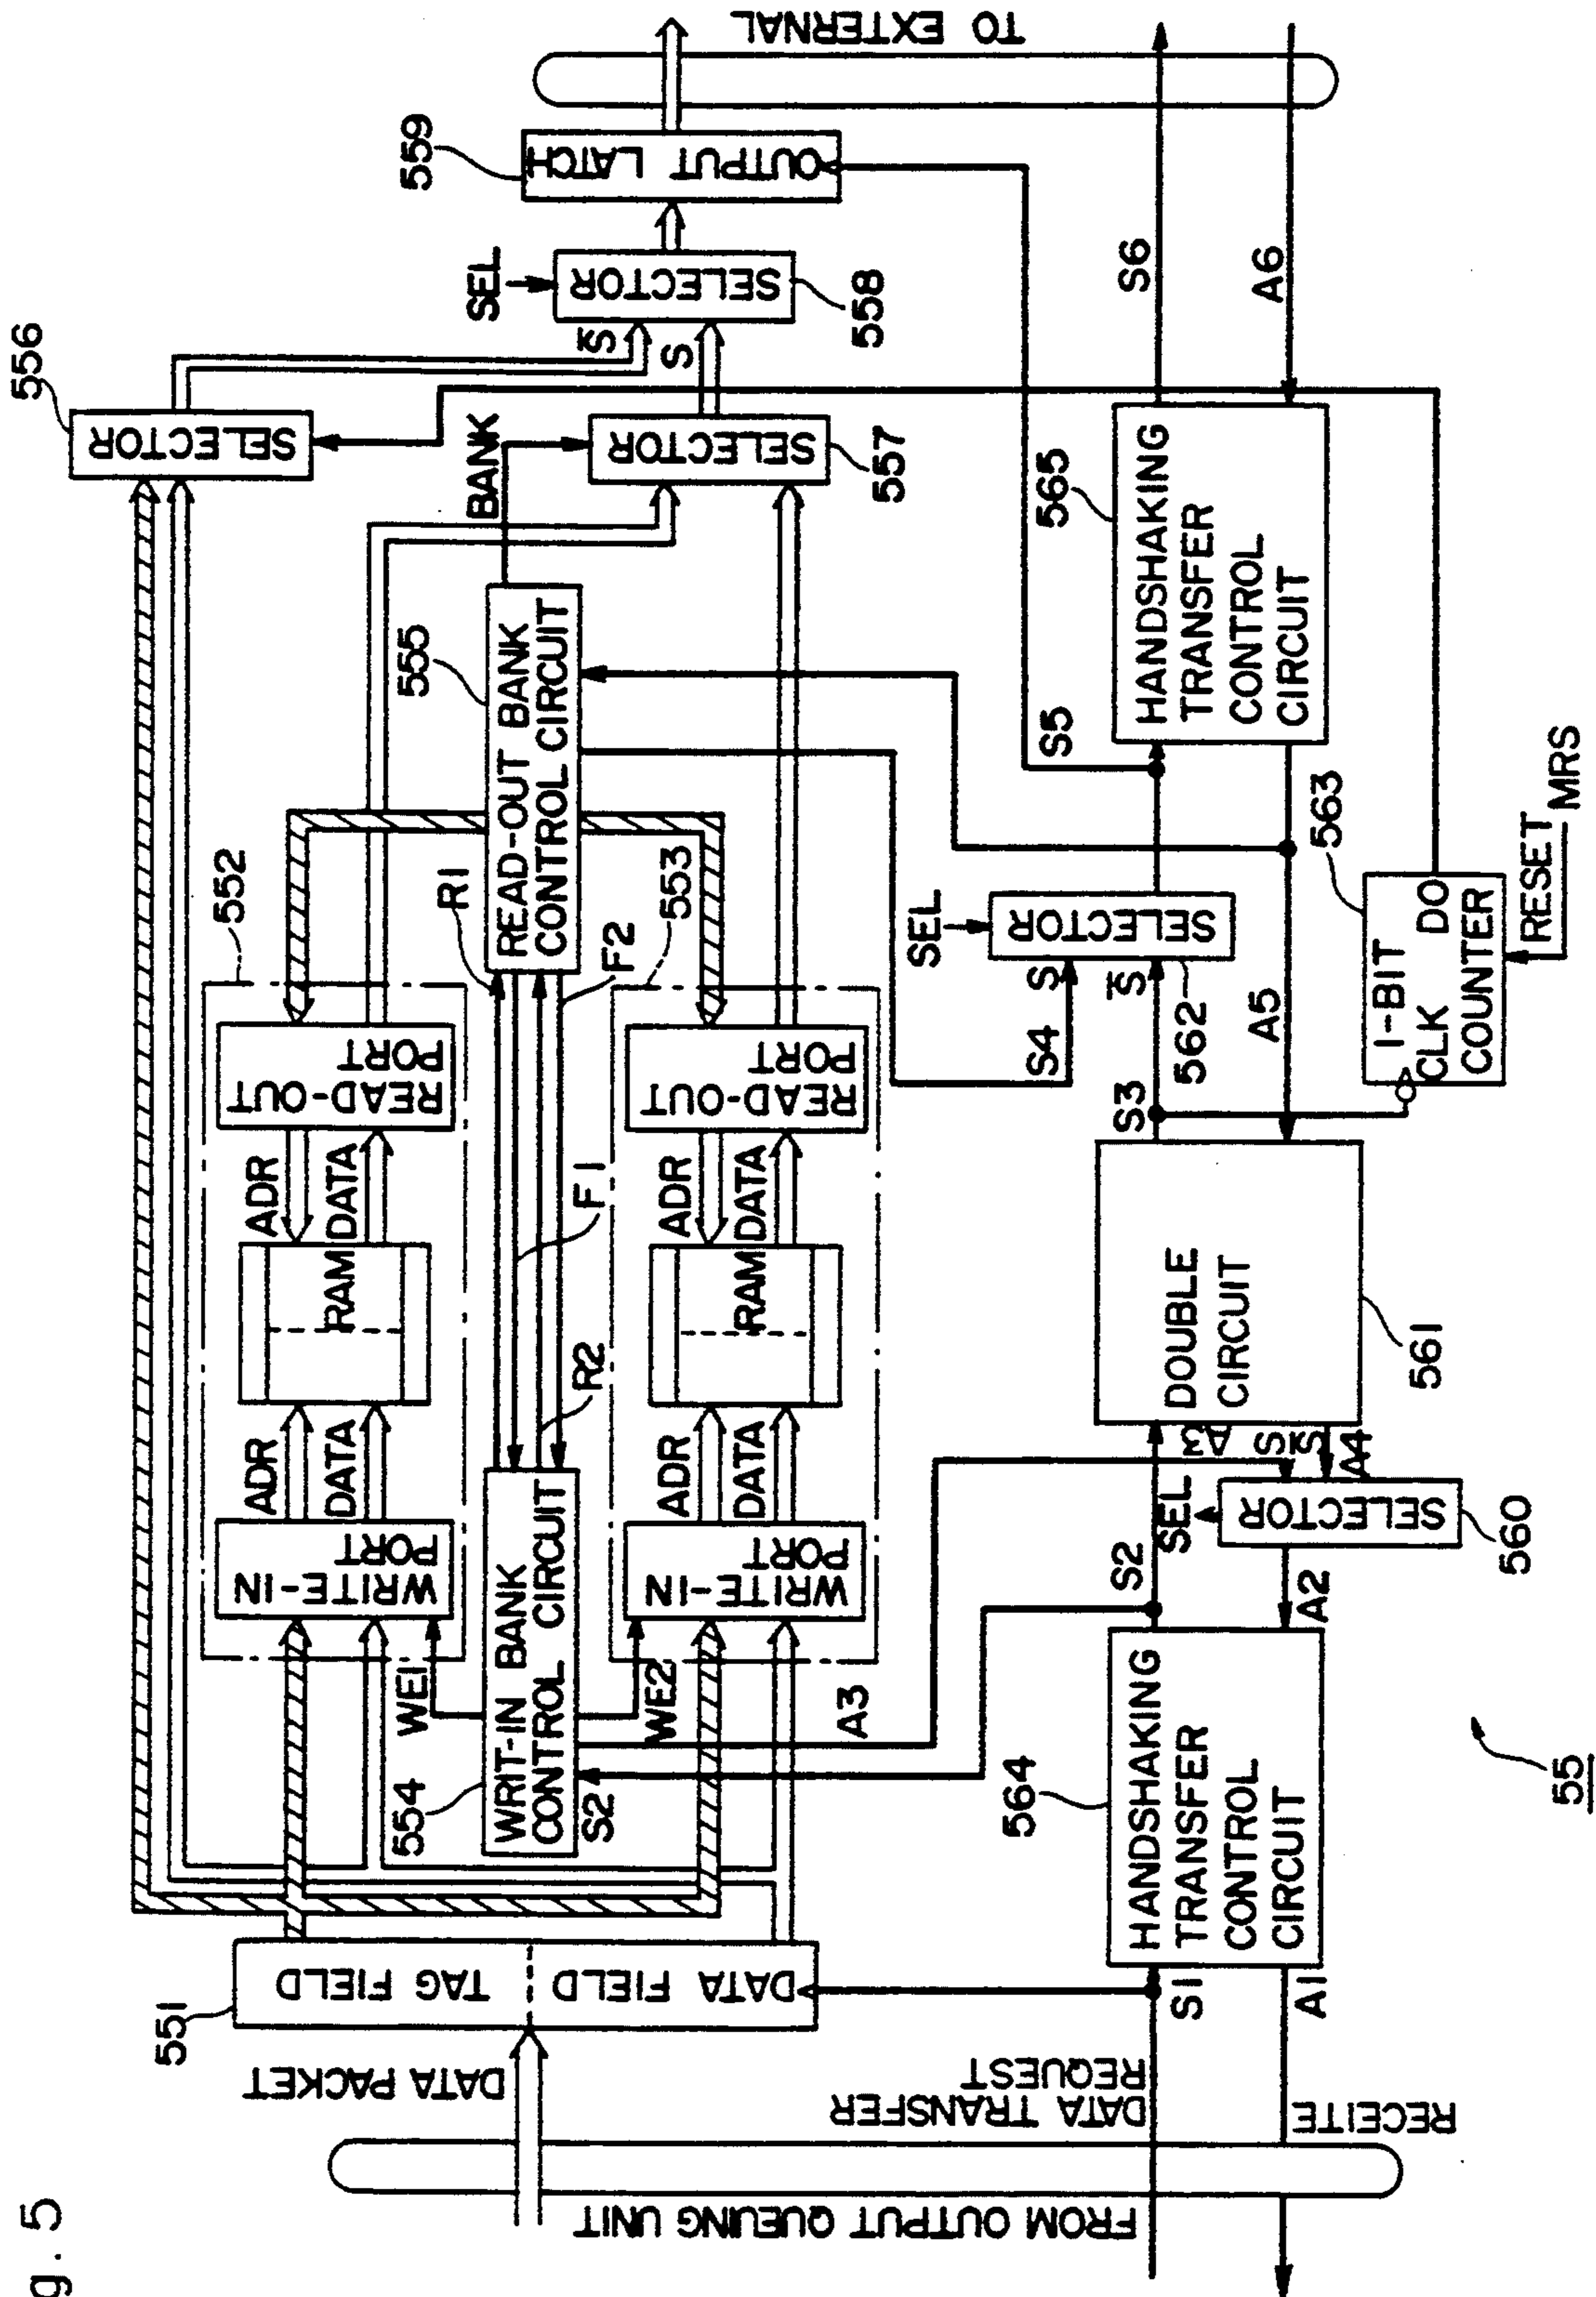 g. 5
FROM OUTPUT QUEUING UNIT
DATA PACKET
DATA TRANSFER
REQUEST
RECEITE
551
TAG FIELD
DATA FIELD
S1
A1
564
HANDSHAKING
TRANSFER
CONTROL
CIRCUIT
55
552
WRITE-IN
PORT
WE1
ADR
DATA
RAM
ADR
DATA
READ-OUT
PORT
554
WRIT-IN BANK
CONTROL CIRCUIT
S2
WE2
A3
R1
F1
R2
F2
555
READ-OUT BANK
CONTROL CIRCUIT
BANK
553
WRITE-IN
PORT
ADR
DATA
RAM
ADR
DATA
READ-OUT
PORT
S2
A2
SEL
SELECTOR
560
A3
S
S̅
A4
DOUBLE
CIRCUIT
561
S3
S4
S
S̅
SEL
SELECTOR
562
A5
1-BIT
CLK DO
COUNTER
563
RESET
MRS
S5
565
HANDSHAKING
TRANSFER
CONTROL
CIRCUIT
556
SELECTOR
SELECTOR
557
S̅
S
SEL
SELECTOR
558
559
OUTPUT LATCH
S6
A6
TO EXTERNAL